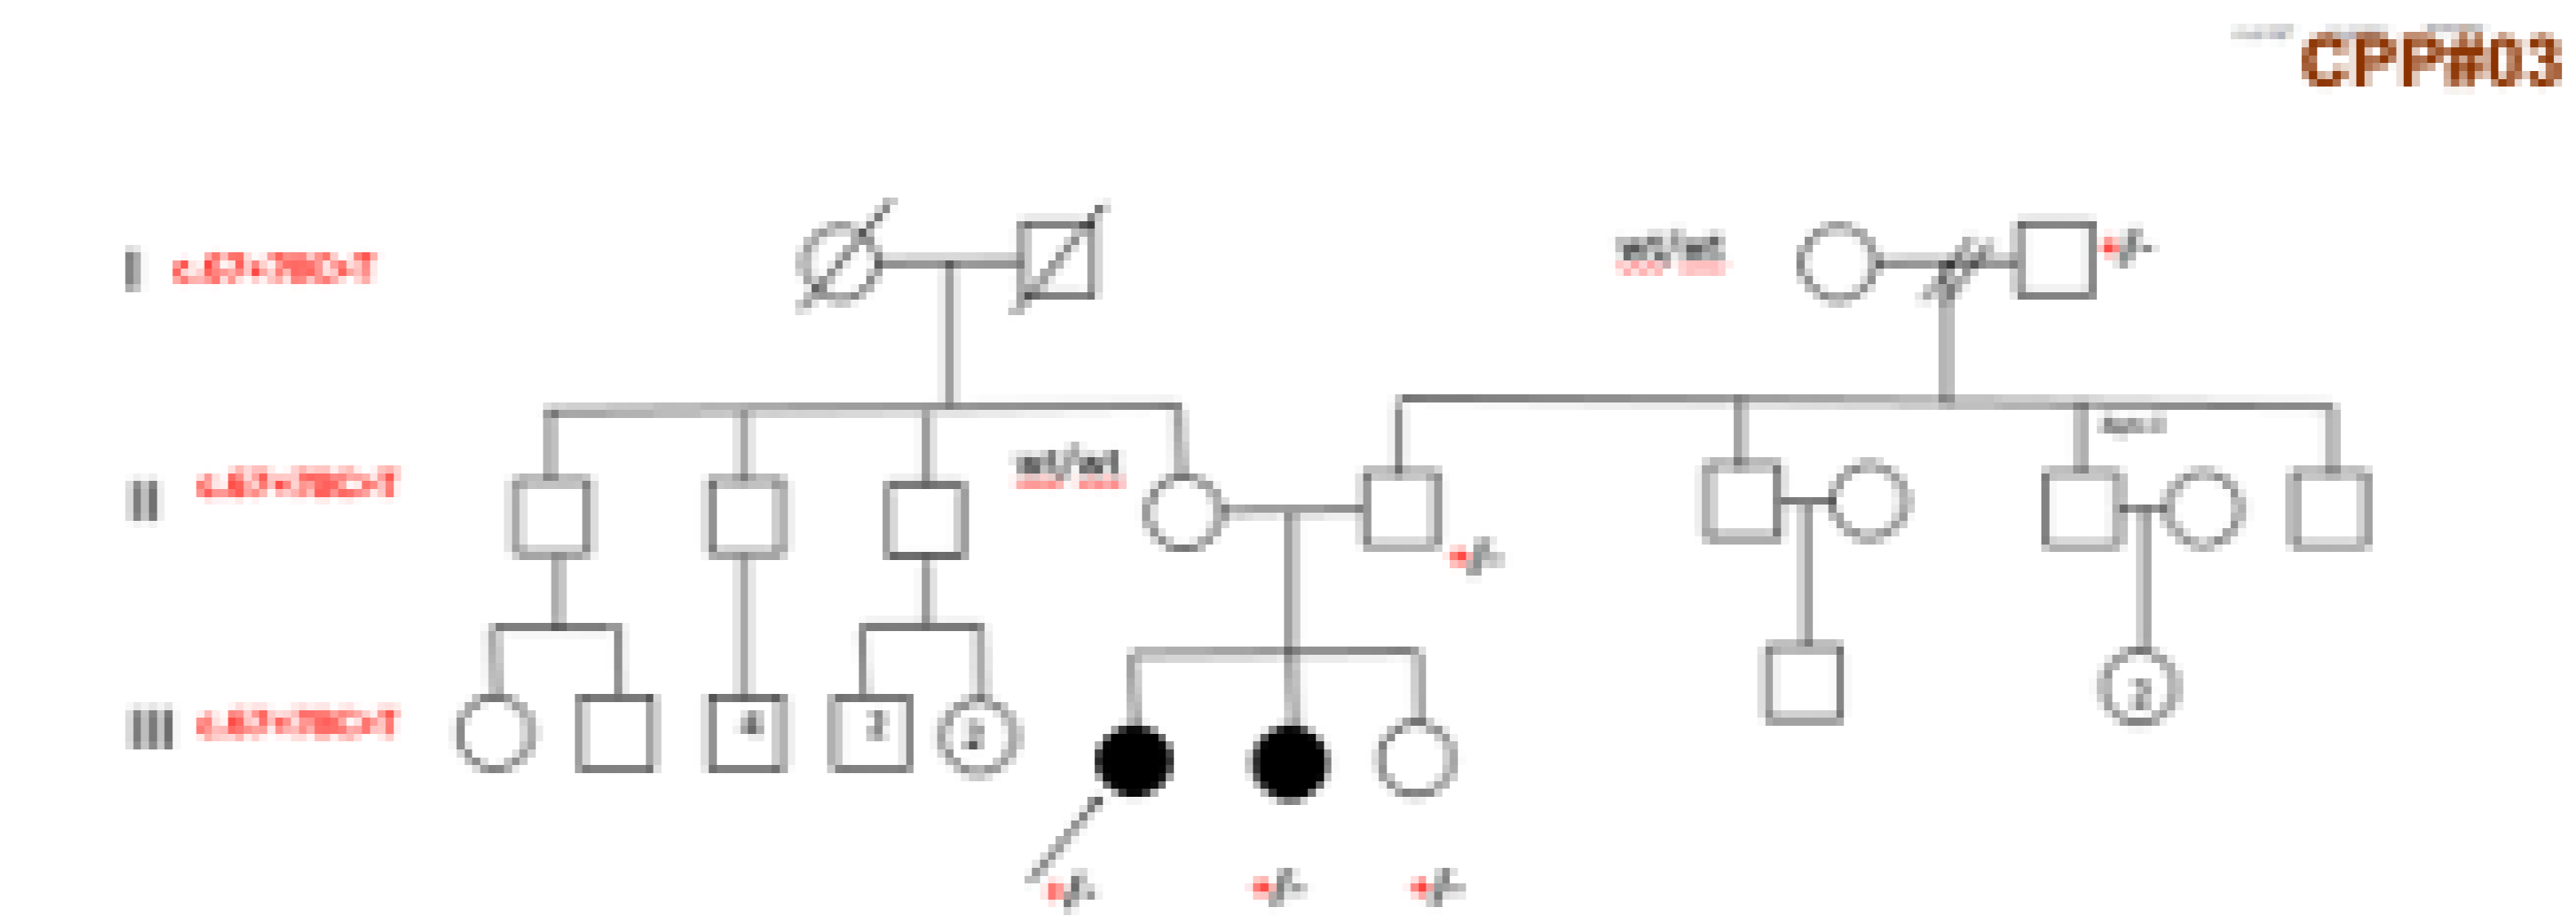 CPP#03
wt/wt +/-
I c.67+78C>T
wt/wt
II c.67+78C>T
+/-
2
III c.67+78C>T 4 2 2
+/- +/- +/-